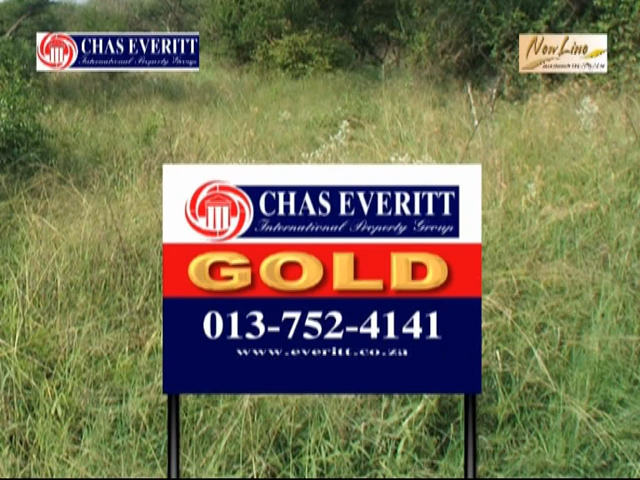 CHAS EVERITT
International Property Group
New Line
CHAS EVERITT
International Property Group
GOLD
013-752-4141
www.everitt.co.za